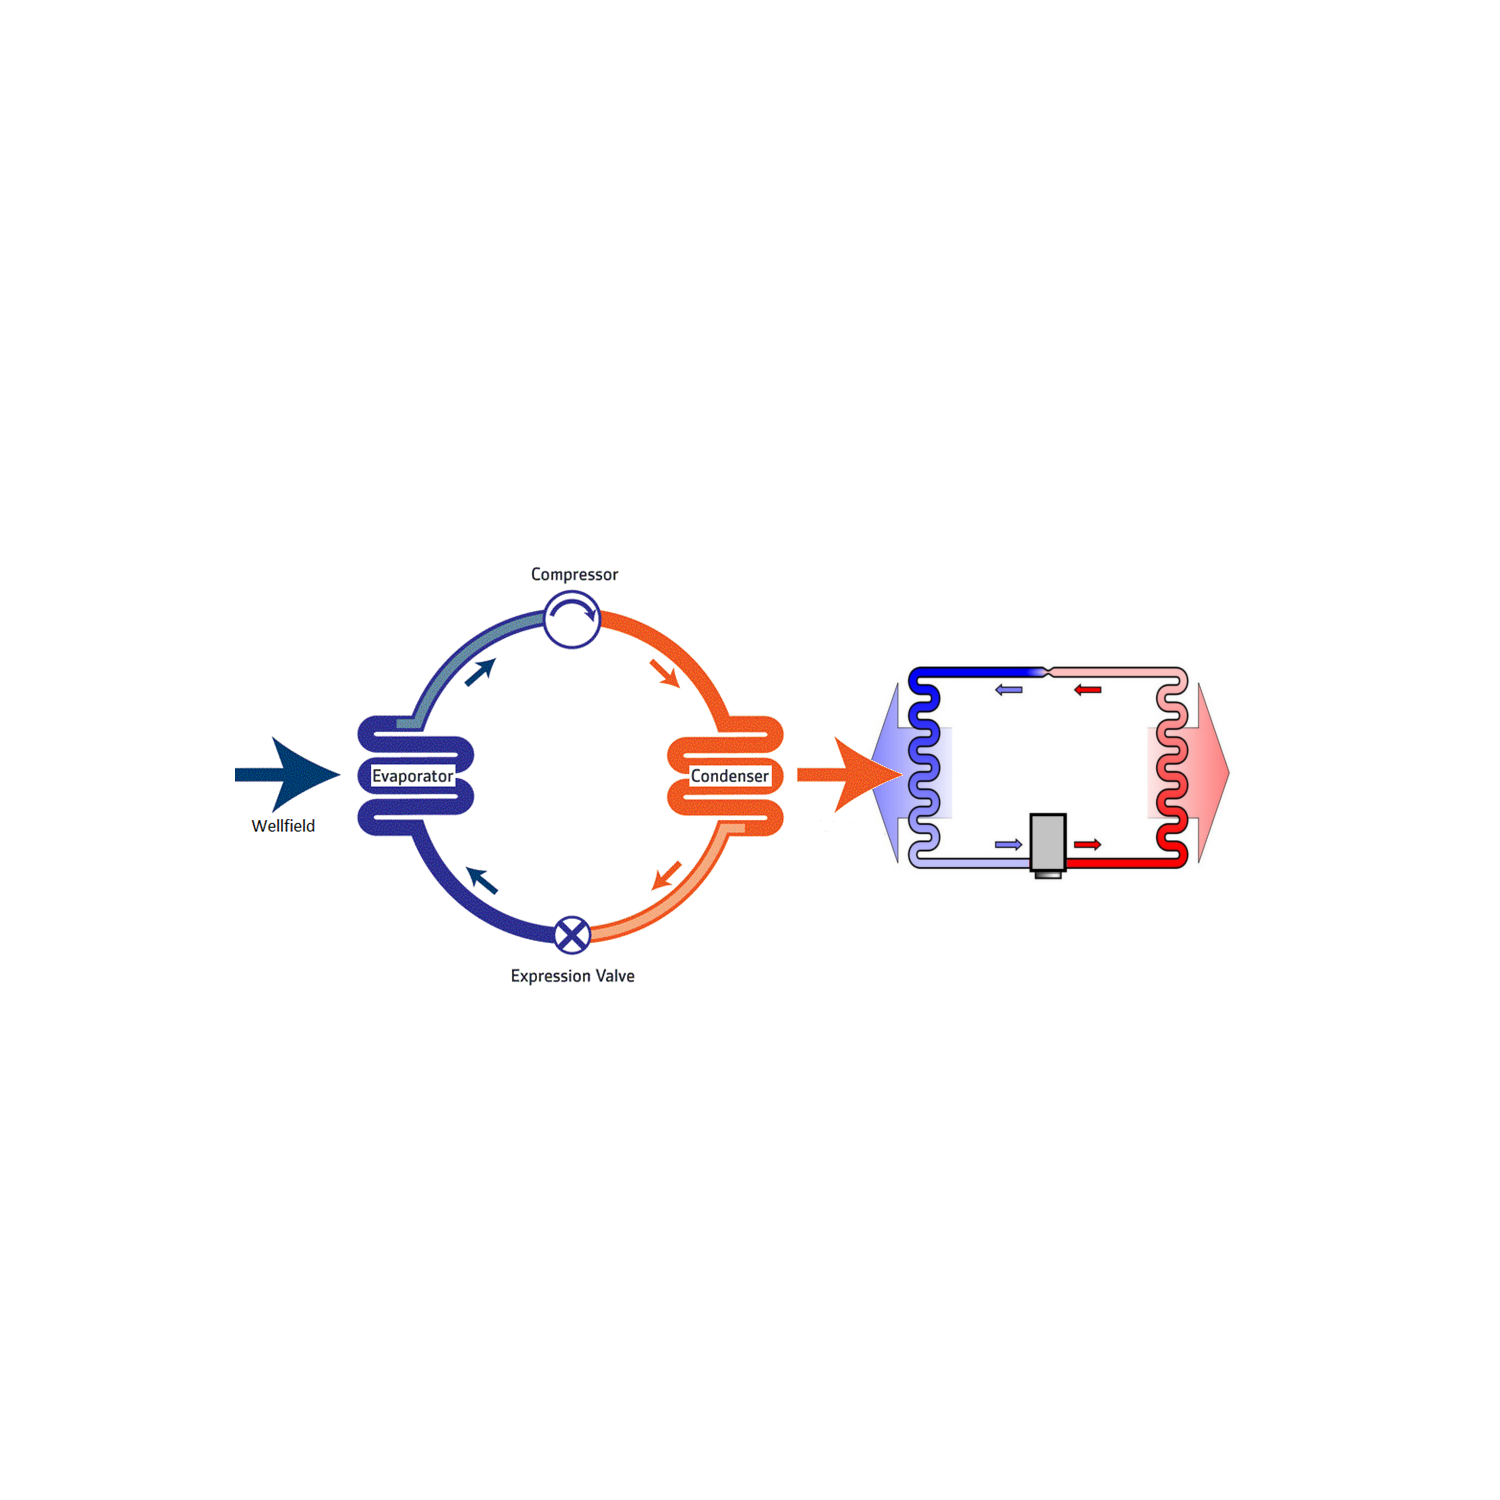 Compressor
Evaporator
Condenser
Wellfield
Expression Valve